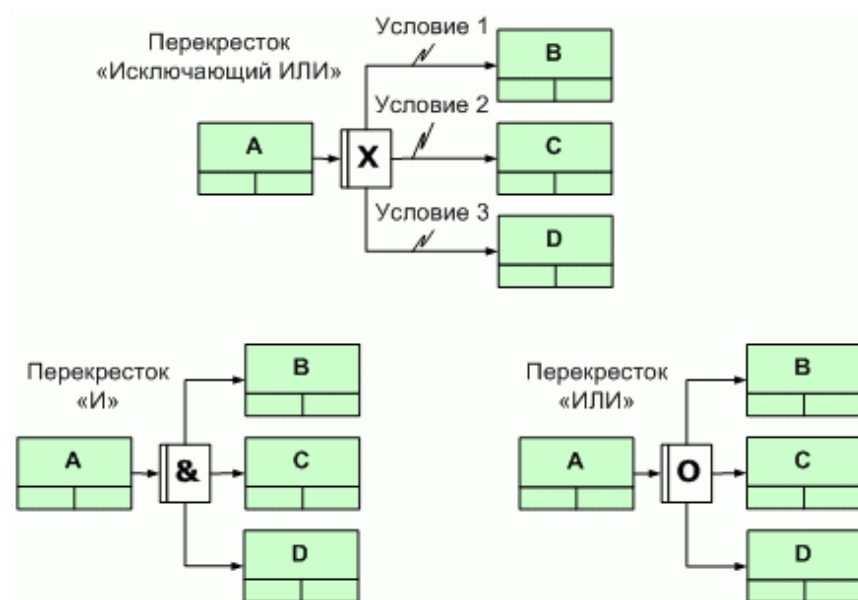 Перекресток
«Исключающий ИЛИ»
Условие 1
B
Условие 2
A
X
C
Условие 3
D
Перекресток
«И»
B
A
&
C
D
Перекресток
«ИЛИ»
B
A
O
C
D